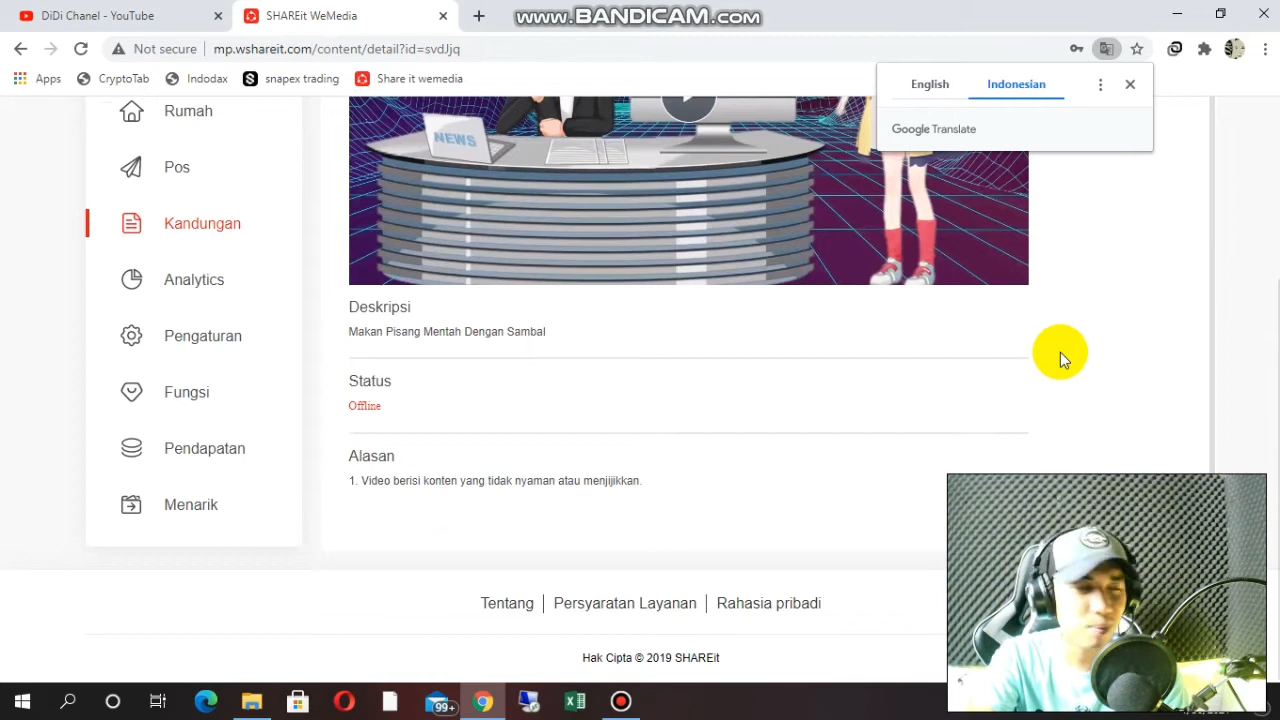 www.BANDICAM.com
DiDi Chanel - YouTube
SHAREit WeMedia
Not secure
mp.wshareit.com/content/detail?id=svdJjq
Apps
CryptoTab
Indodax
snapex trading
Share it wemedia
English
Indonesian
Google Translate
Rumah
Pos
Kandungan
Analytics
Pengaturan
Fungsi
Pendapatan
Menarik
NEWS
Deskripsi
Makan Pisang Mentah Dengan Sambal
Status
Offline
Alasan
1. Video berisi konten yang tidak nyaman atau menjijikkan.
Tentang
Persyaratan Layanan
Rahasia pribadi
Hak Cipta © 2019 SHAREit
99+